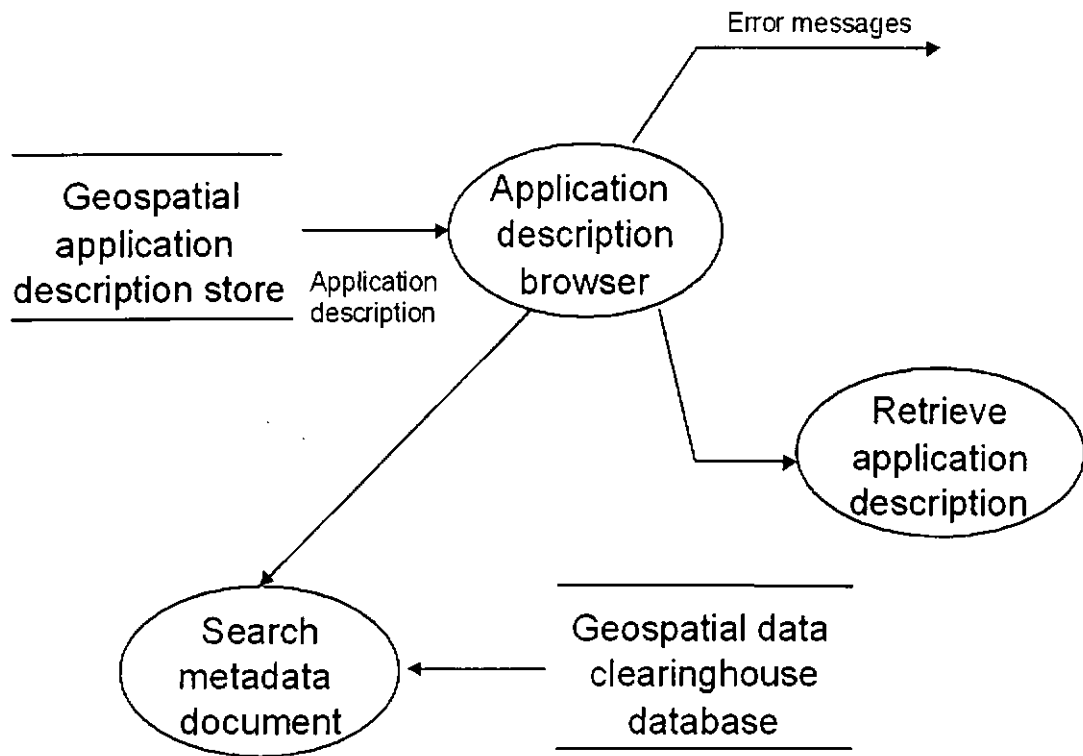 Error messages
Geospatial
application
description store
Application
description
Application
description
browser
Retrieve
application
description
Search
metadada
document
Geospatial data
clearinghouse
database